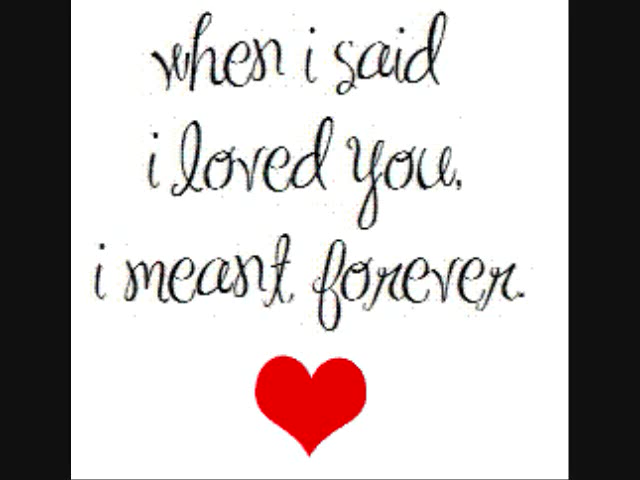 when i said
i loved you,
i meant forever.